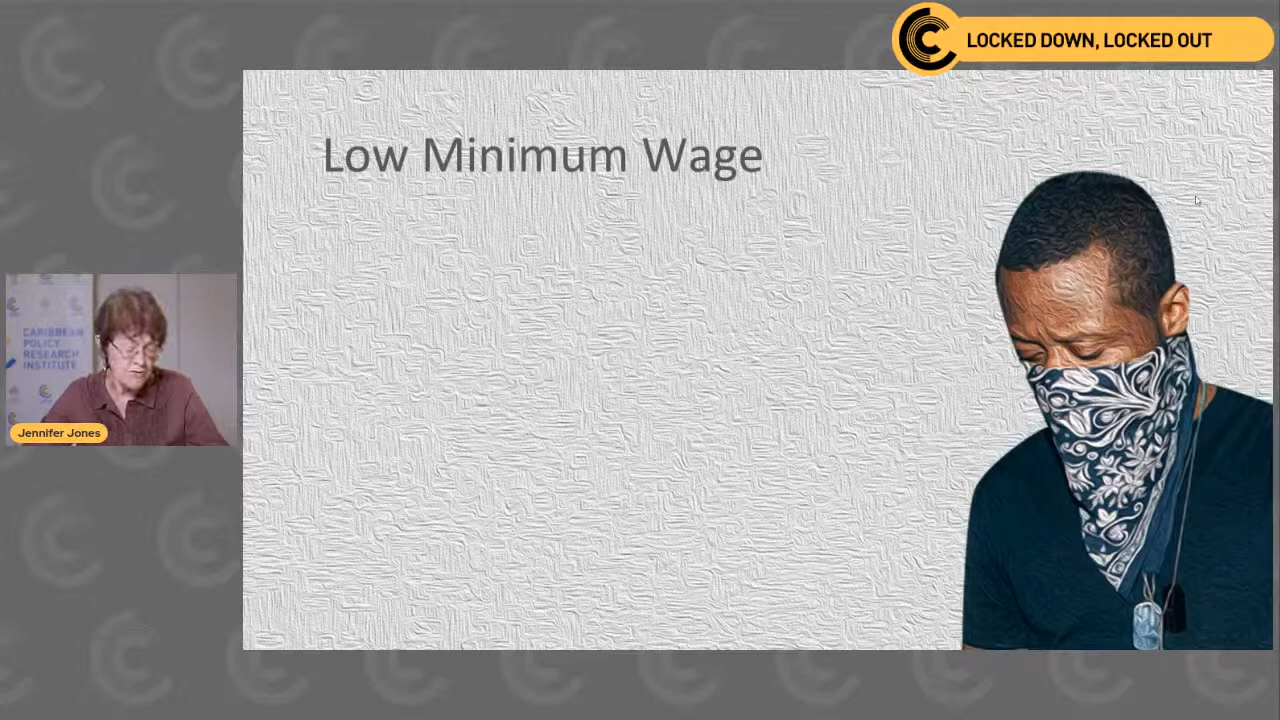 LOCKED DOWN, LOCKED OUT
Low Minimum Wage
CARIBBEAN
POLICY
RESEARCH
INSTITUTE
Jennifer Jones